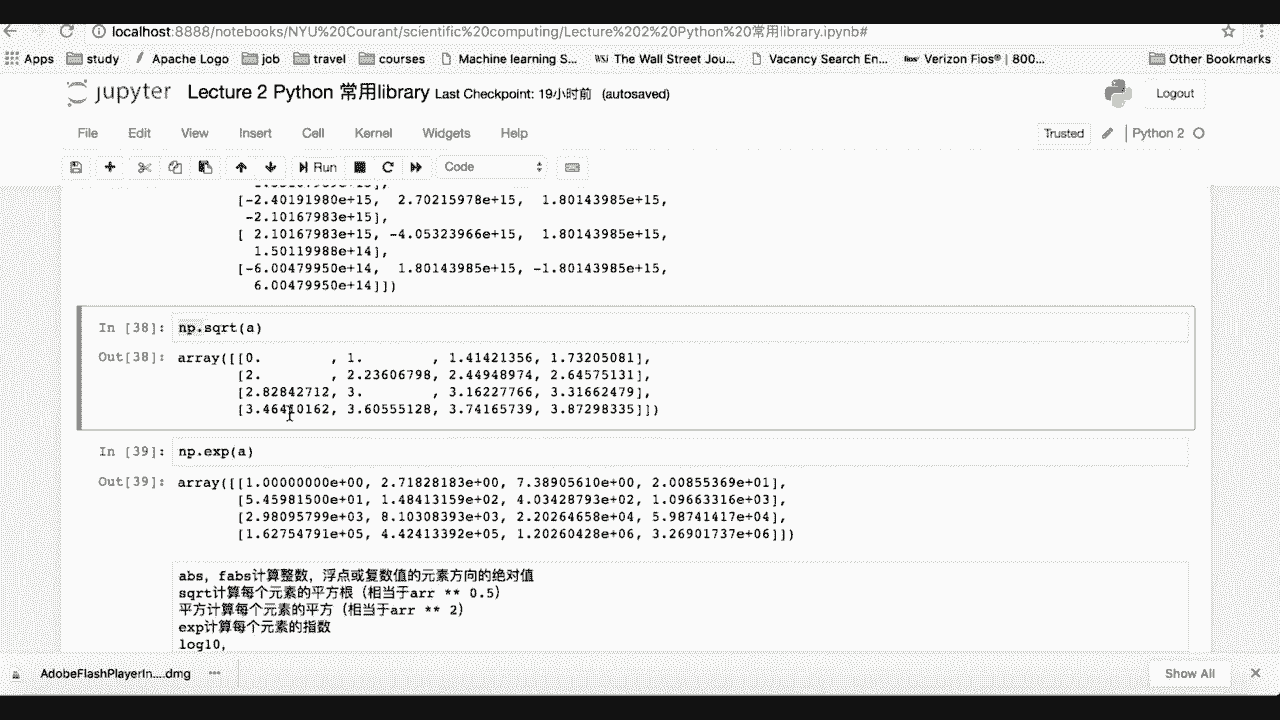 localhost:8888/notebooks/NYU%20Courant/scientific%20computing/Lecture%202%20Python%20常用library.ipynb#
Apps study Apache Logo job travel courses Machine learning S... WSJ The Wall Street Jou... Vacancy Search En... fios Verizon Fios® | 800... Other Bookmarks
jupyter Lecture 2 Python 常用library Last Checkpoint: 19小时前 (autosaved) Logout
File Edit View Insert Cell Kernel Widgets Help Trusted Python 2
Run Code
[-2.40191980e+15, 2.70215978e+15, 1.80143985e+15,
-2.10167983e+15],
[ 2.10167983e+15, -4.05323966e+15, 1.80143985e+15,
1.50119988e+14],
[-6.00479950e+14, 1.80143985e+15, -1.80143985e+15,
6.00479950e+14]])
In [38]: np.sqrt(a)
Out[38]: array([[0. , 1. , 1.41421356, 1.73205081],
[2. , 2.23606798, 2.44948974, 2.64575131],
[2.82842712, 3. , 3.16227766, 3.31662479],
[3.46410162, 3.60555128, 3.74165739, 3.87298335]])
In [39]: np.exp(a)
Out[39]: array([[1.00000000e+00, 2.71828183e+00, 7.38905610e+00, 2.00855369e+01],
[5.45981500e+01, 1.48413159e+02, 4.03428793e+02, 1.09663316e+03],
[2.98095799e+03, 8.10308393e+03, 2.20264658e+04, 5.98741417e+04],
[1.62754791e+05, 4.42413392e+05, 1.20260428e+06, 3.26901737e+06]])
abs, fabs计算整数，浮点或复数值的元素方向的绝对值
sqrt计算每个元素的平方根（相当于arr ** 0.5）
平方计算每个元素的平方（相当于arr ** 2）
exp计算每个元素的指数
log10,
AdobeFlashPlayerIn....dmg Show All